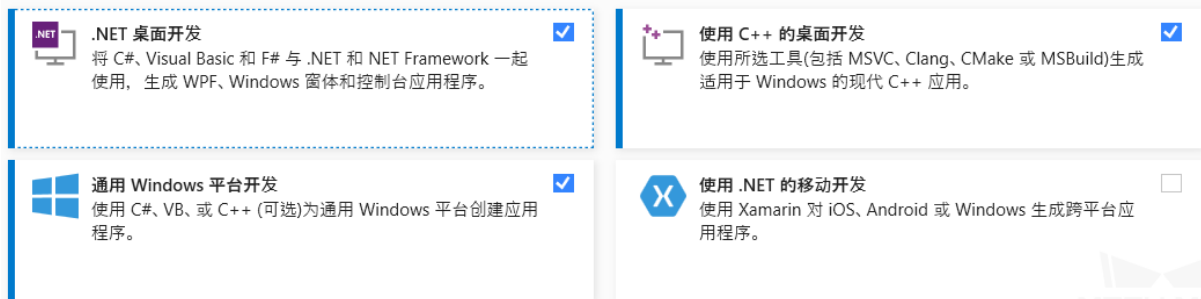 .NET
.NET 桌面开发
将 C#、Visual Basic 和 F# 与 .NET 和 NET Framework 一起
使用，生成 WPF、Windows 窗体和控制台应用程序。
使用 C++ 的桌面开发
使用所选工具(包括 MSVC、Clang、CMake 或 MSBuild)生成
适用于 Windows 的现代 C++ 应用。
通用 Windows 平台开发
使用 C#、VB、或 C++ (可选)为通用 Windows 平台创建应用
程序。
使用 .NET 的移动开发
使用 Xamarin 对 iOS、Android 或 Windows 生成跨平台应
用程序。